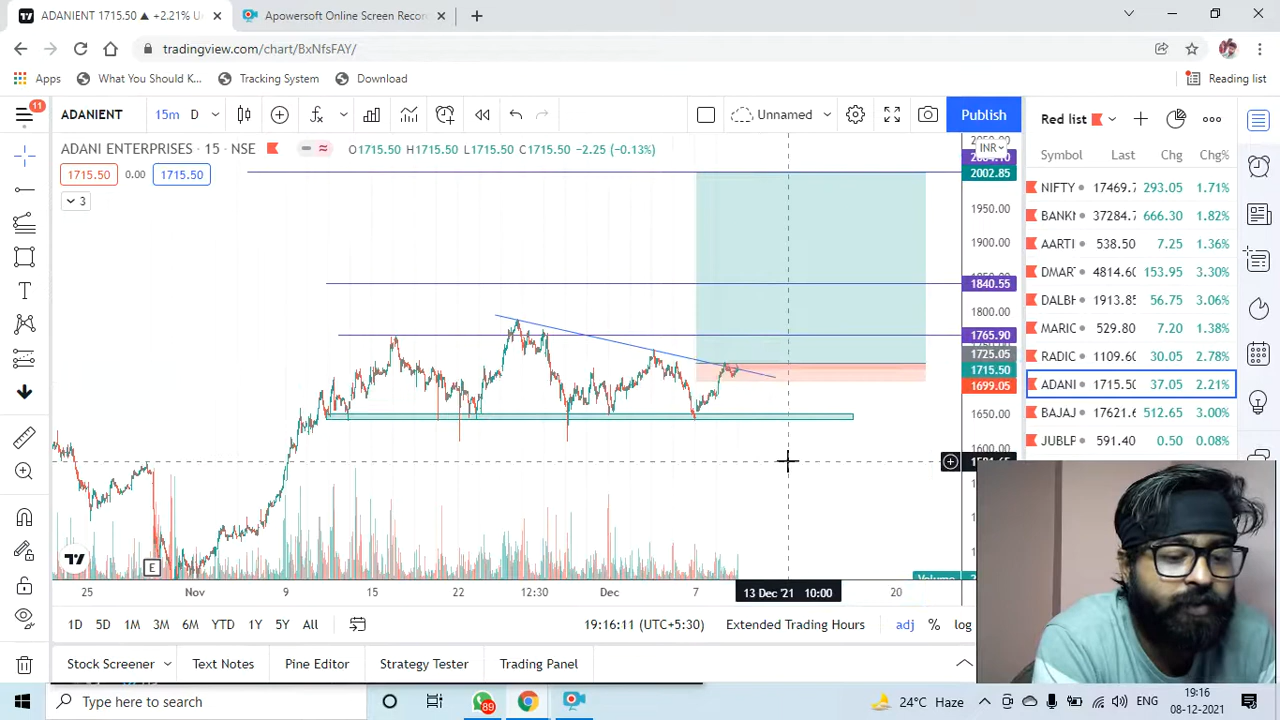 ADANIENT 1715.50 ▲ +2.21% U
Apowersoft Online Screen Recor
tradingview.com/chart/BxNfsFAY/
Apps
What You Should K...
Tracking System
Download
Reading list
11
ADANIENT
15m
D
Unnamed
Publish
Red list
ADANI ENTERPRISES · 15 · NSE
O1715.50 H1715.50 L1715.50 C1715.50 −2.25 (−0.13%)
1715.50
0.00
1715.50
3
INR
2002.85
1950.00
1900.00
1840.55
1800.00
1765.90
1725.05
1715.50
1699.05
1650.00
1600.00
Symbol Last Chg Chg%
NIFTY 17469.7 293.05 1.71%
BANKN 37284.7 666.30 1.82%
AARTI 538.50 7.25 1.36%
DMAR 4814.60 153.95 3.30%
DALBH 1913.85 56.75 3.06%
MARIC 529.80 7.20 1.38%
RADIC 1109.60 30.05 2.78%
ADANI 1715.50 37.05 2.21%
BAJAJ 17621.6 512.65 3.00%
JUBLF 591.40 0.50 0.08%
E
Volume
25
Nov
9
15
22
12:30
Dec
7
13 Dec '21 10:00
20
1D 5D 1M 3M 6M YTD 1Y 5Y All
19:16:11 (UTC+5:30)
Extended Trading Hours
adj
%
log
Stock Screener
Text Notes
Pine Editor
Strategy Tester
Trading Panel
Type here to search
89
24°C Haze
ENG
19:16
08-12-2021